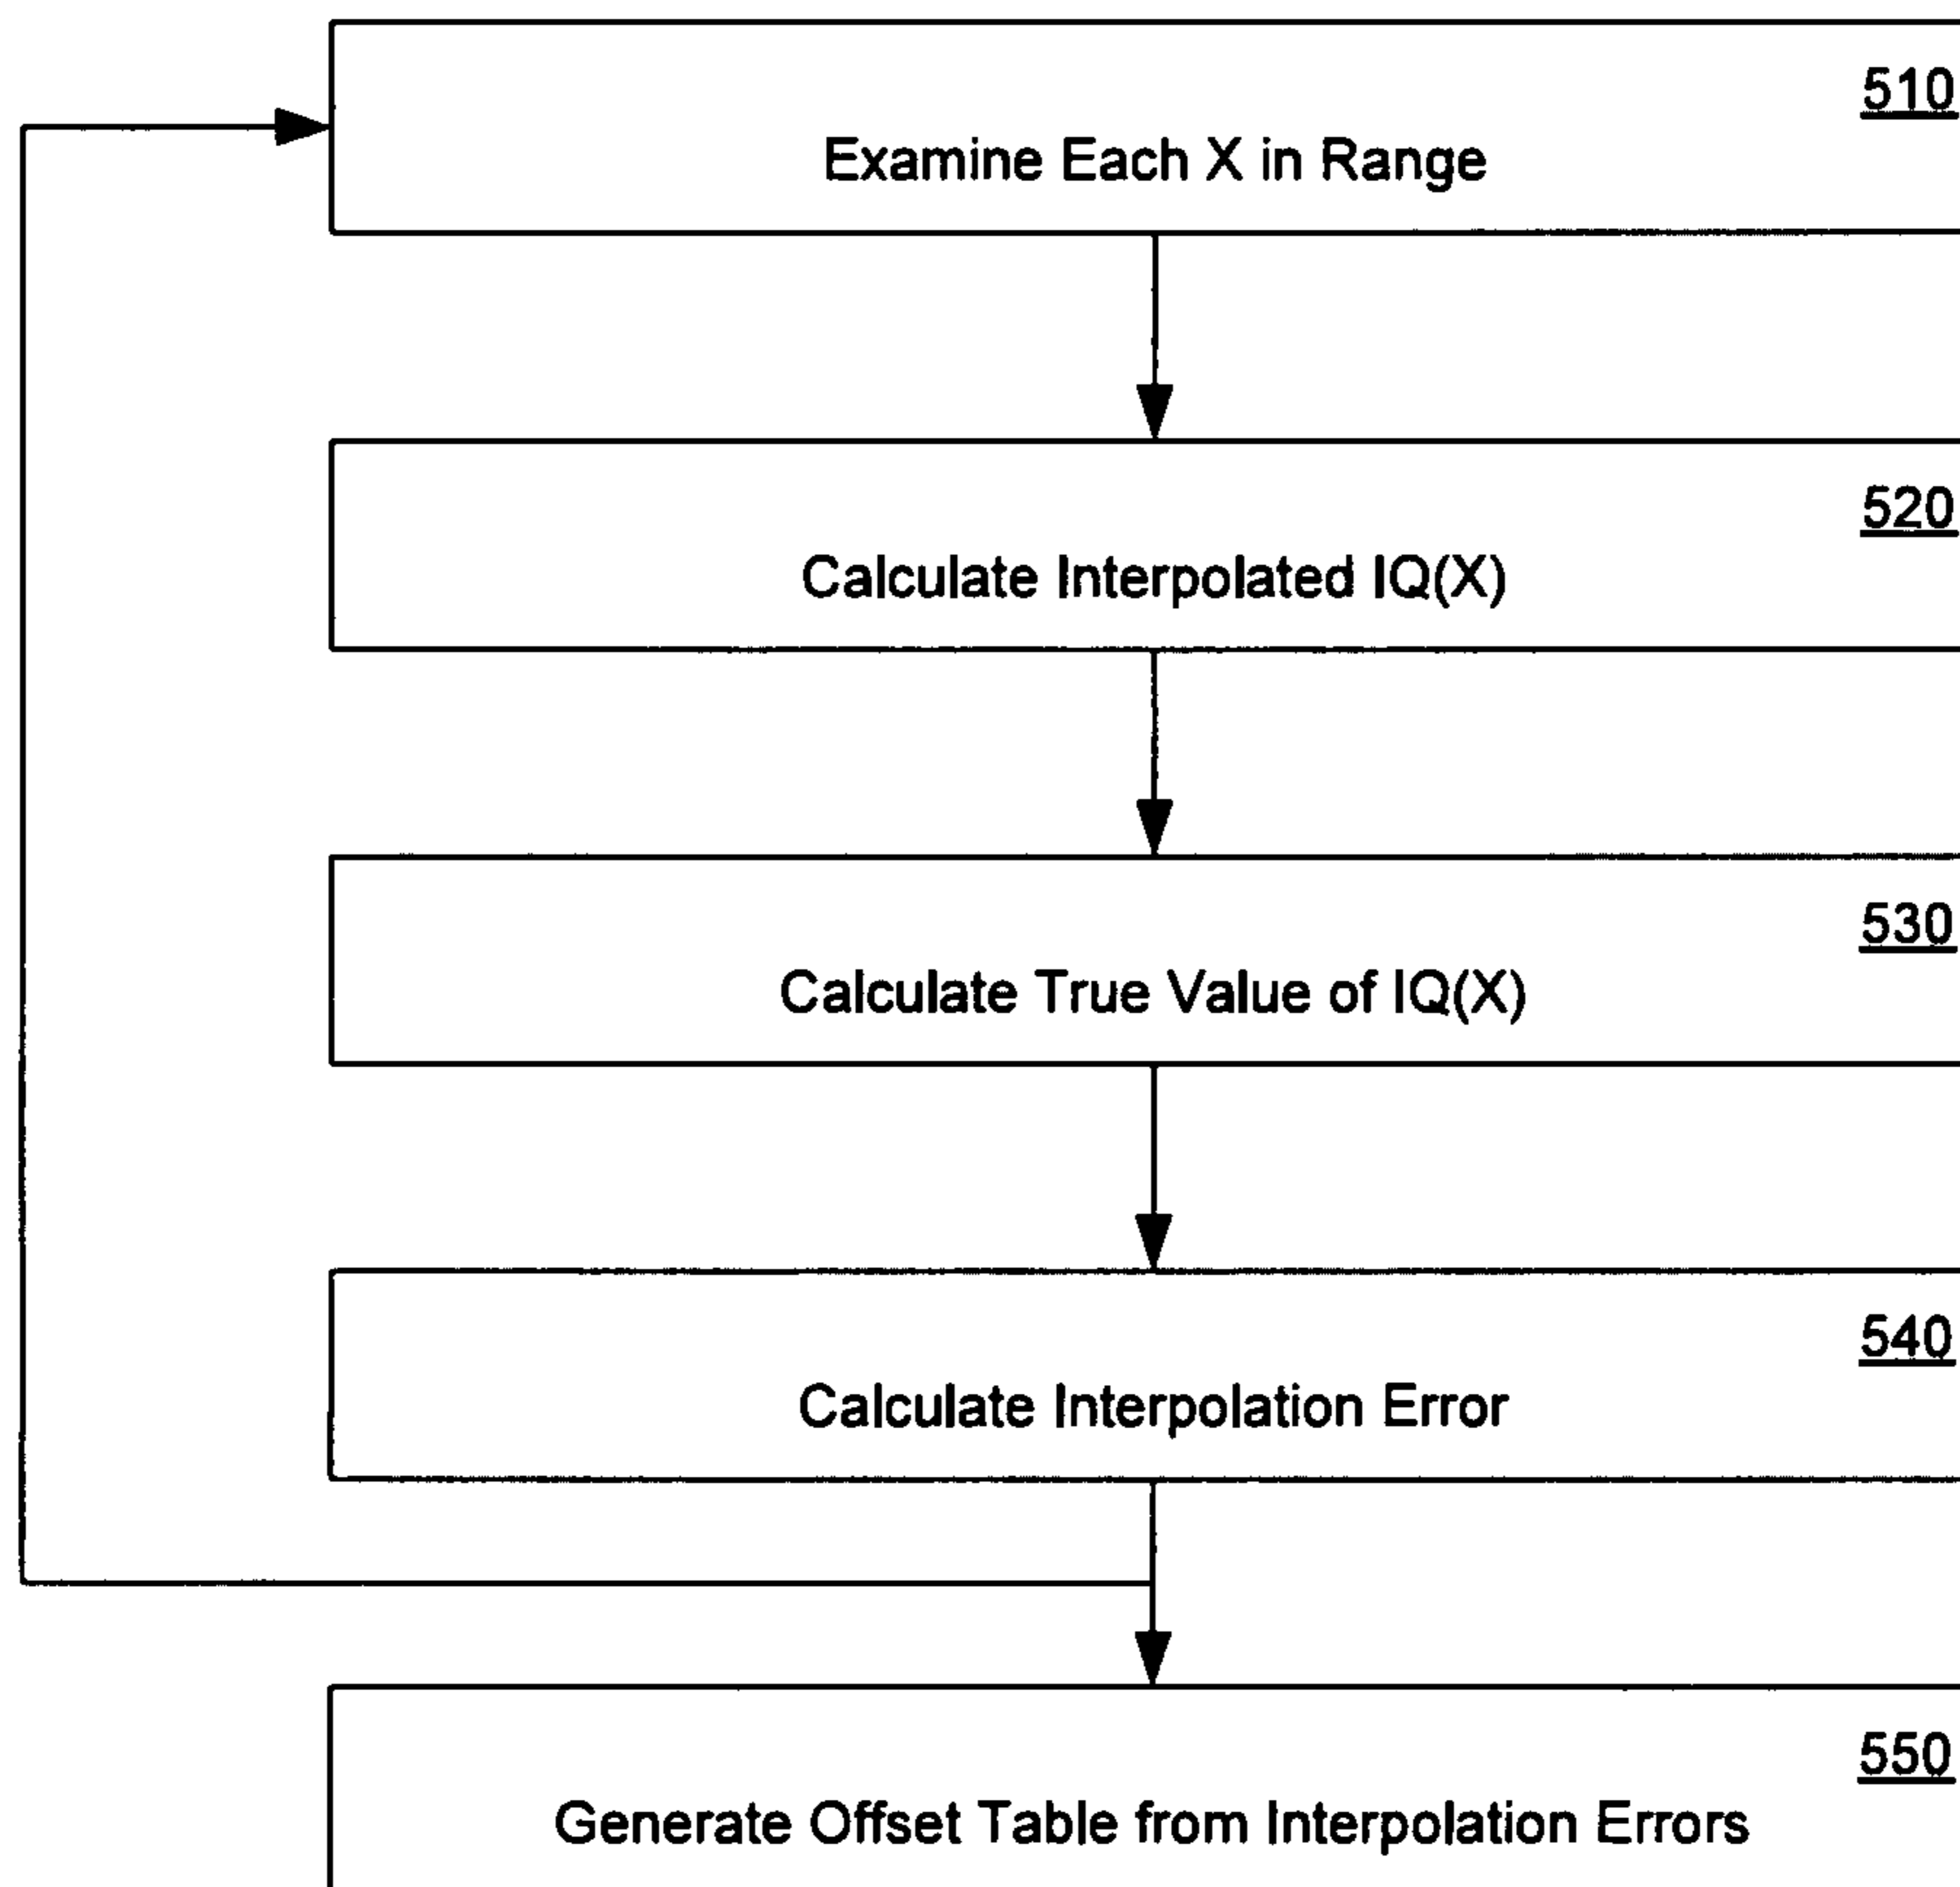 510
Examine Each X in Range
520
Calculate Interpolated IQ(X)
530
Calculate True Value of IQ(X)
540
Calculate Interpolation Error
550
Generate Offset Table from Interpolation Errors